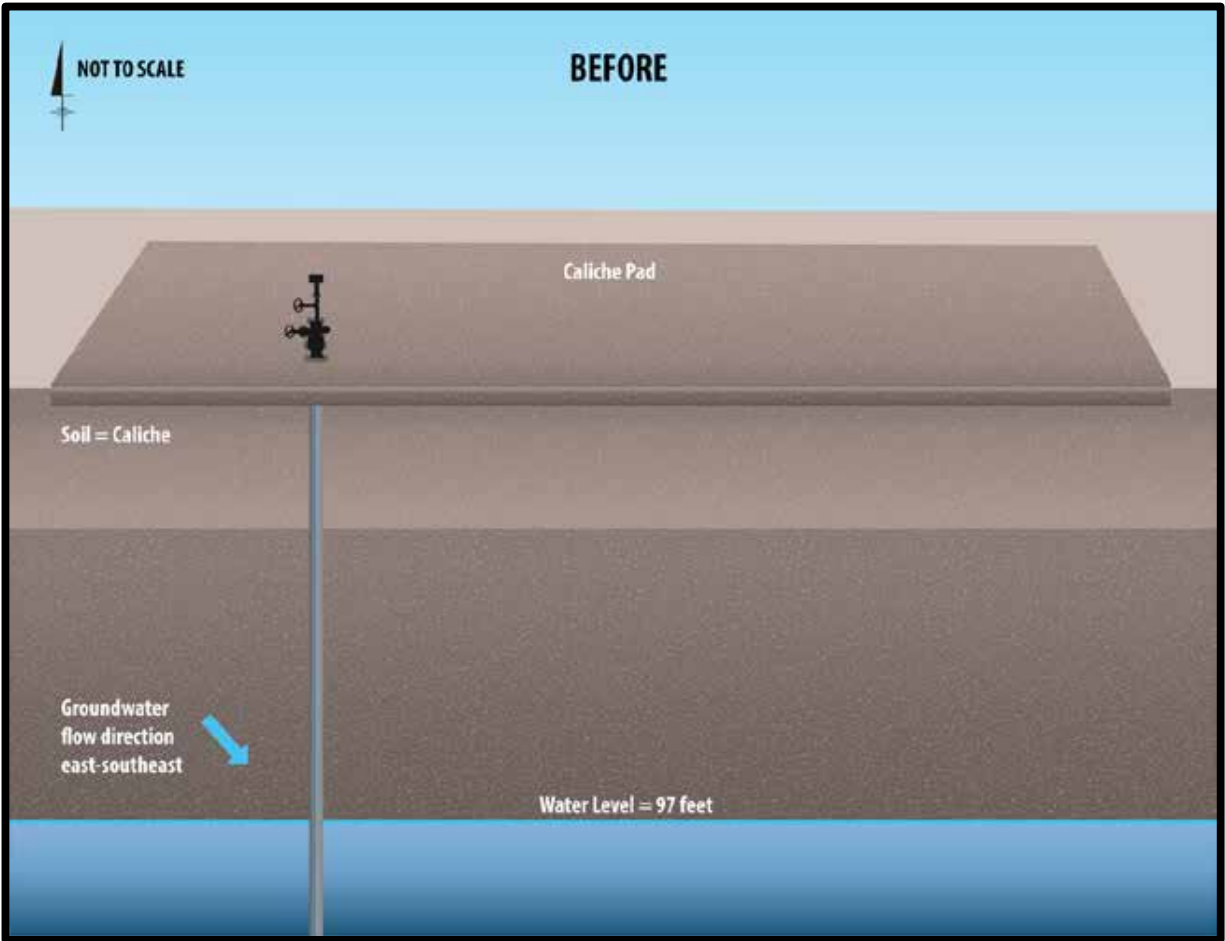 NOT TO SCALE
BEFORE
Caliche Pad
Soil = Caliche
Groundwater
flow direction
east-southeast
Water Level = 97 feet